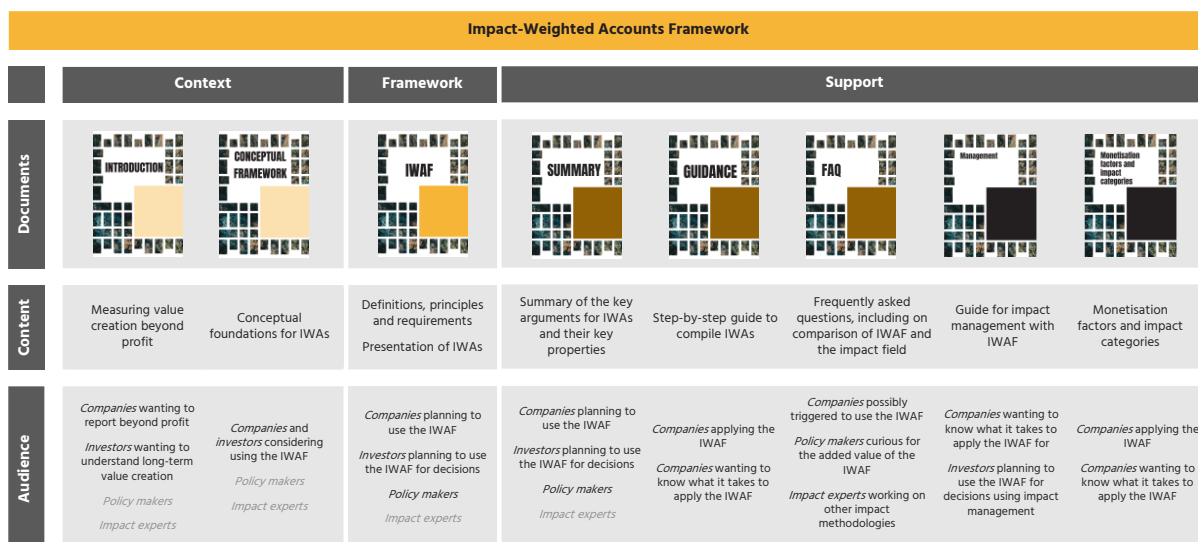 Impact-Weighted Accounts Framework
Context
Framework
Support
Documents
INTRODUCTION
CONCEPTUAL
FRAMEWORK
IWAF
SUMMARY
GUIDANCE
FAQ
Management
Monetisation
factors and
impact
categories
Content
Measuring value
creation beyond
profit
Conceptual
foundations for IWAs
Definitions, principles
and requirements
Presentation of IWAs
Summary of the key
arguments for IWAs
and their key
properties
Step-by-step guide to
compile IWAs
Frequently asked
questions, including on
comparison of IWAF and
the impact field
Guide for impact
management with
IWAF
Monetisation
factors and impact
categories
Audience
Companies wanting to
report beyond profit
Investors wanting to
understand long-term
value creation
Policy makers
Impact experts
Companies and
investors considering
using the IWAF
Policy makers
Impact experts
Companies planning to
use the IWAF
Investors planning to use
the IWAF for decisions
Policy makers
Impact experts
Companies planning to
use the IWAF
Investors planning to use
the IWAF for decisions
Policy makers
Impact experts
Companies applying the
IWAF
Companies wanting to
know what it takes to
apply the IWAF
Companies possibly
triggered to use the IWAF
Policy makers curious for
the added value of the
IWAF
Impact experts working on
other impact
methodologies
Companies wanting to
know what it takes to
apply the IWAF for
Investors planning to
use the IWAF for
decisions using impact
management
Companies applying the
IWAF
Companies wanting to
know what it takes to
apply the IWAF